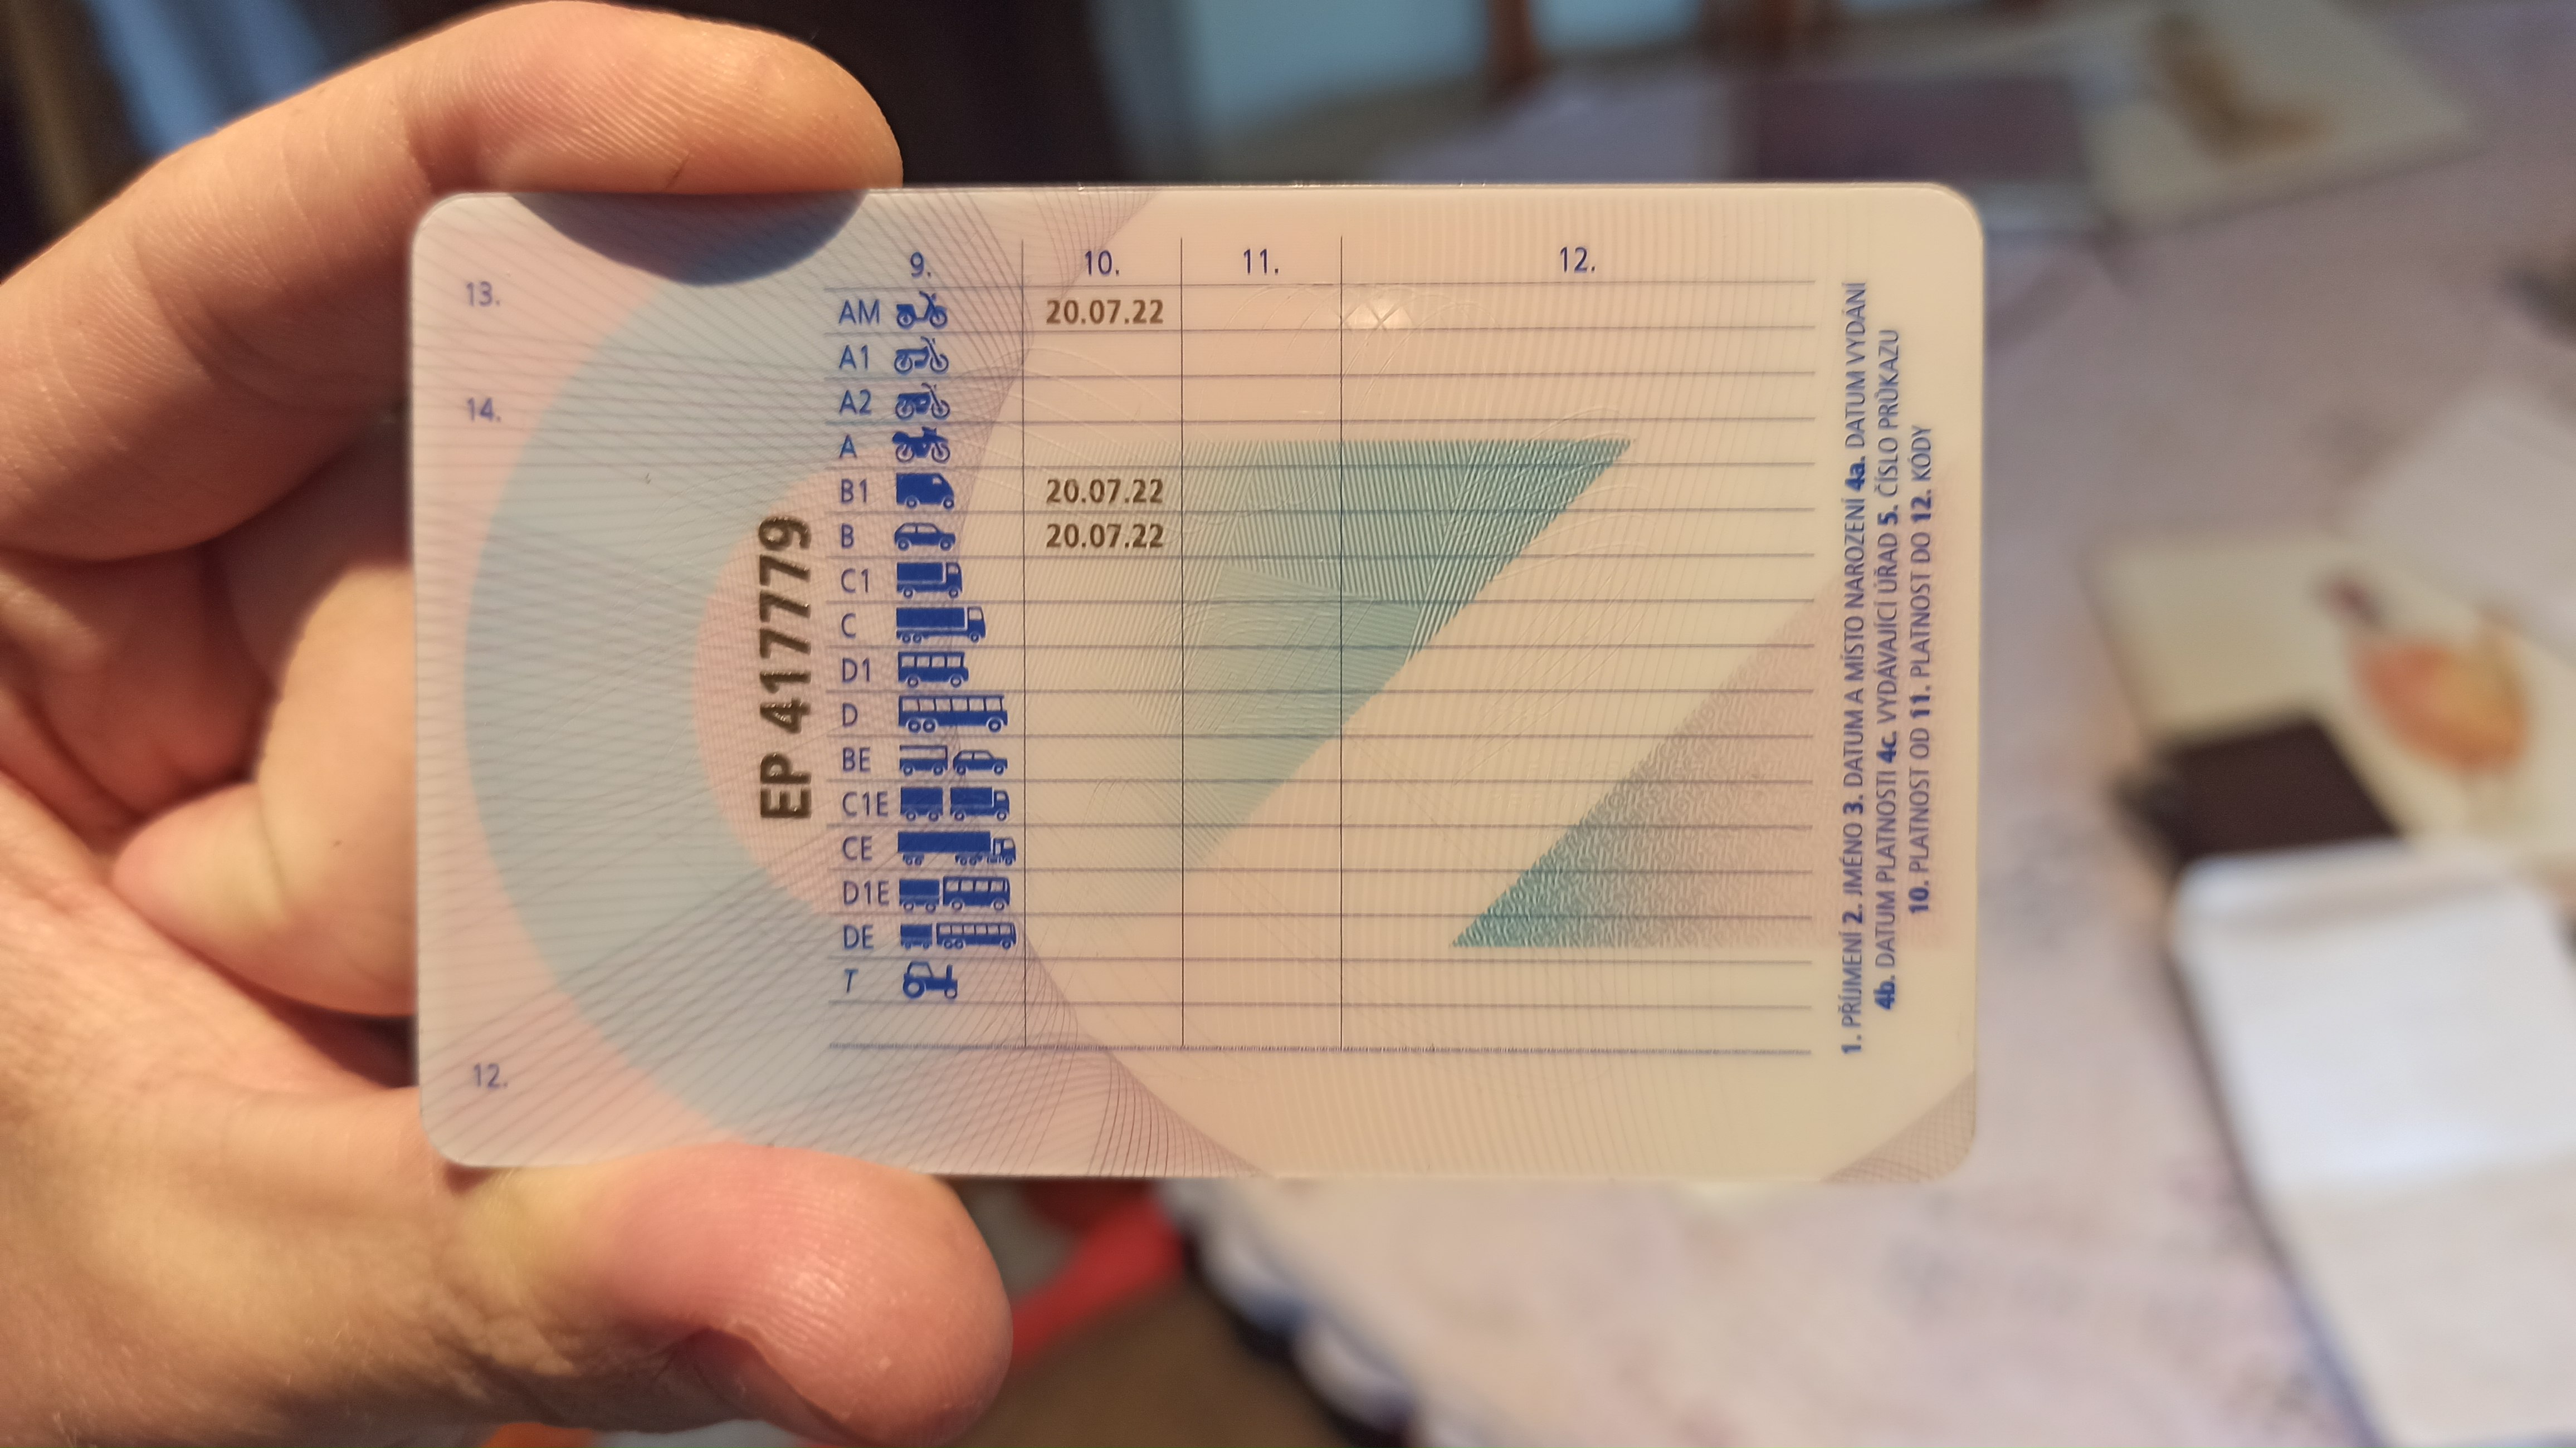 13.
14.
12.
EP 417779
9. 10. 11. 12.
AM 20.07.22
A1
A2
A
B1 20.07.22
B 20.07.22
C1
C
D1
D
BE
C1E
CE
D1E
DE
T
1. PŘÍJMENÍ 2. JMÉNO 3. DATUM A MÍSTO NAROZENÍ 4a. DATUM VYDÁNÍ
4b. DATUM PLATNOSTI 4c. VYDÁVAJÍCÍ ÚŘAD 5. ČÍSLO PRŮKAZU
10. PLATNOST OD 11. PLATNOST DO 12. KÓDY